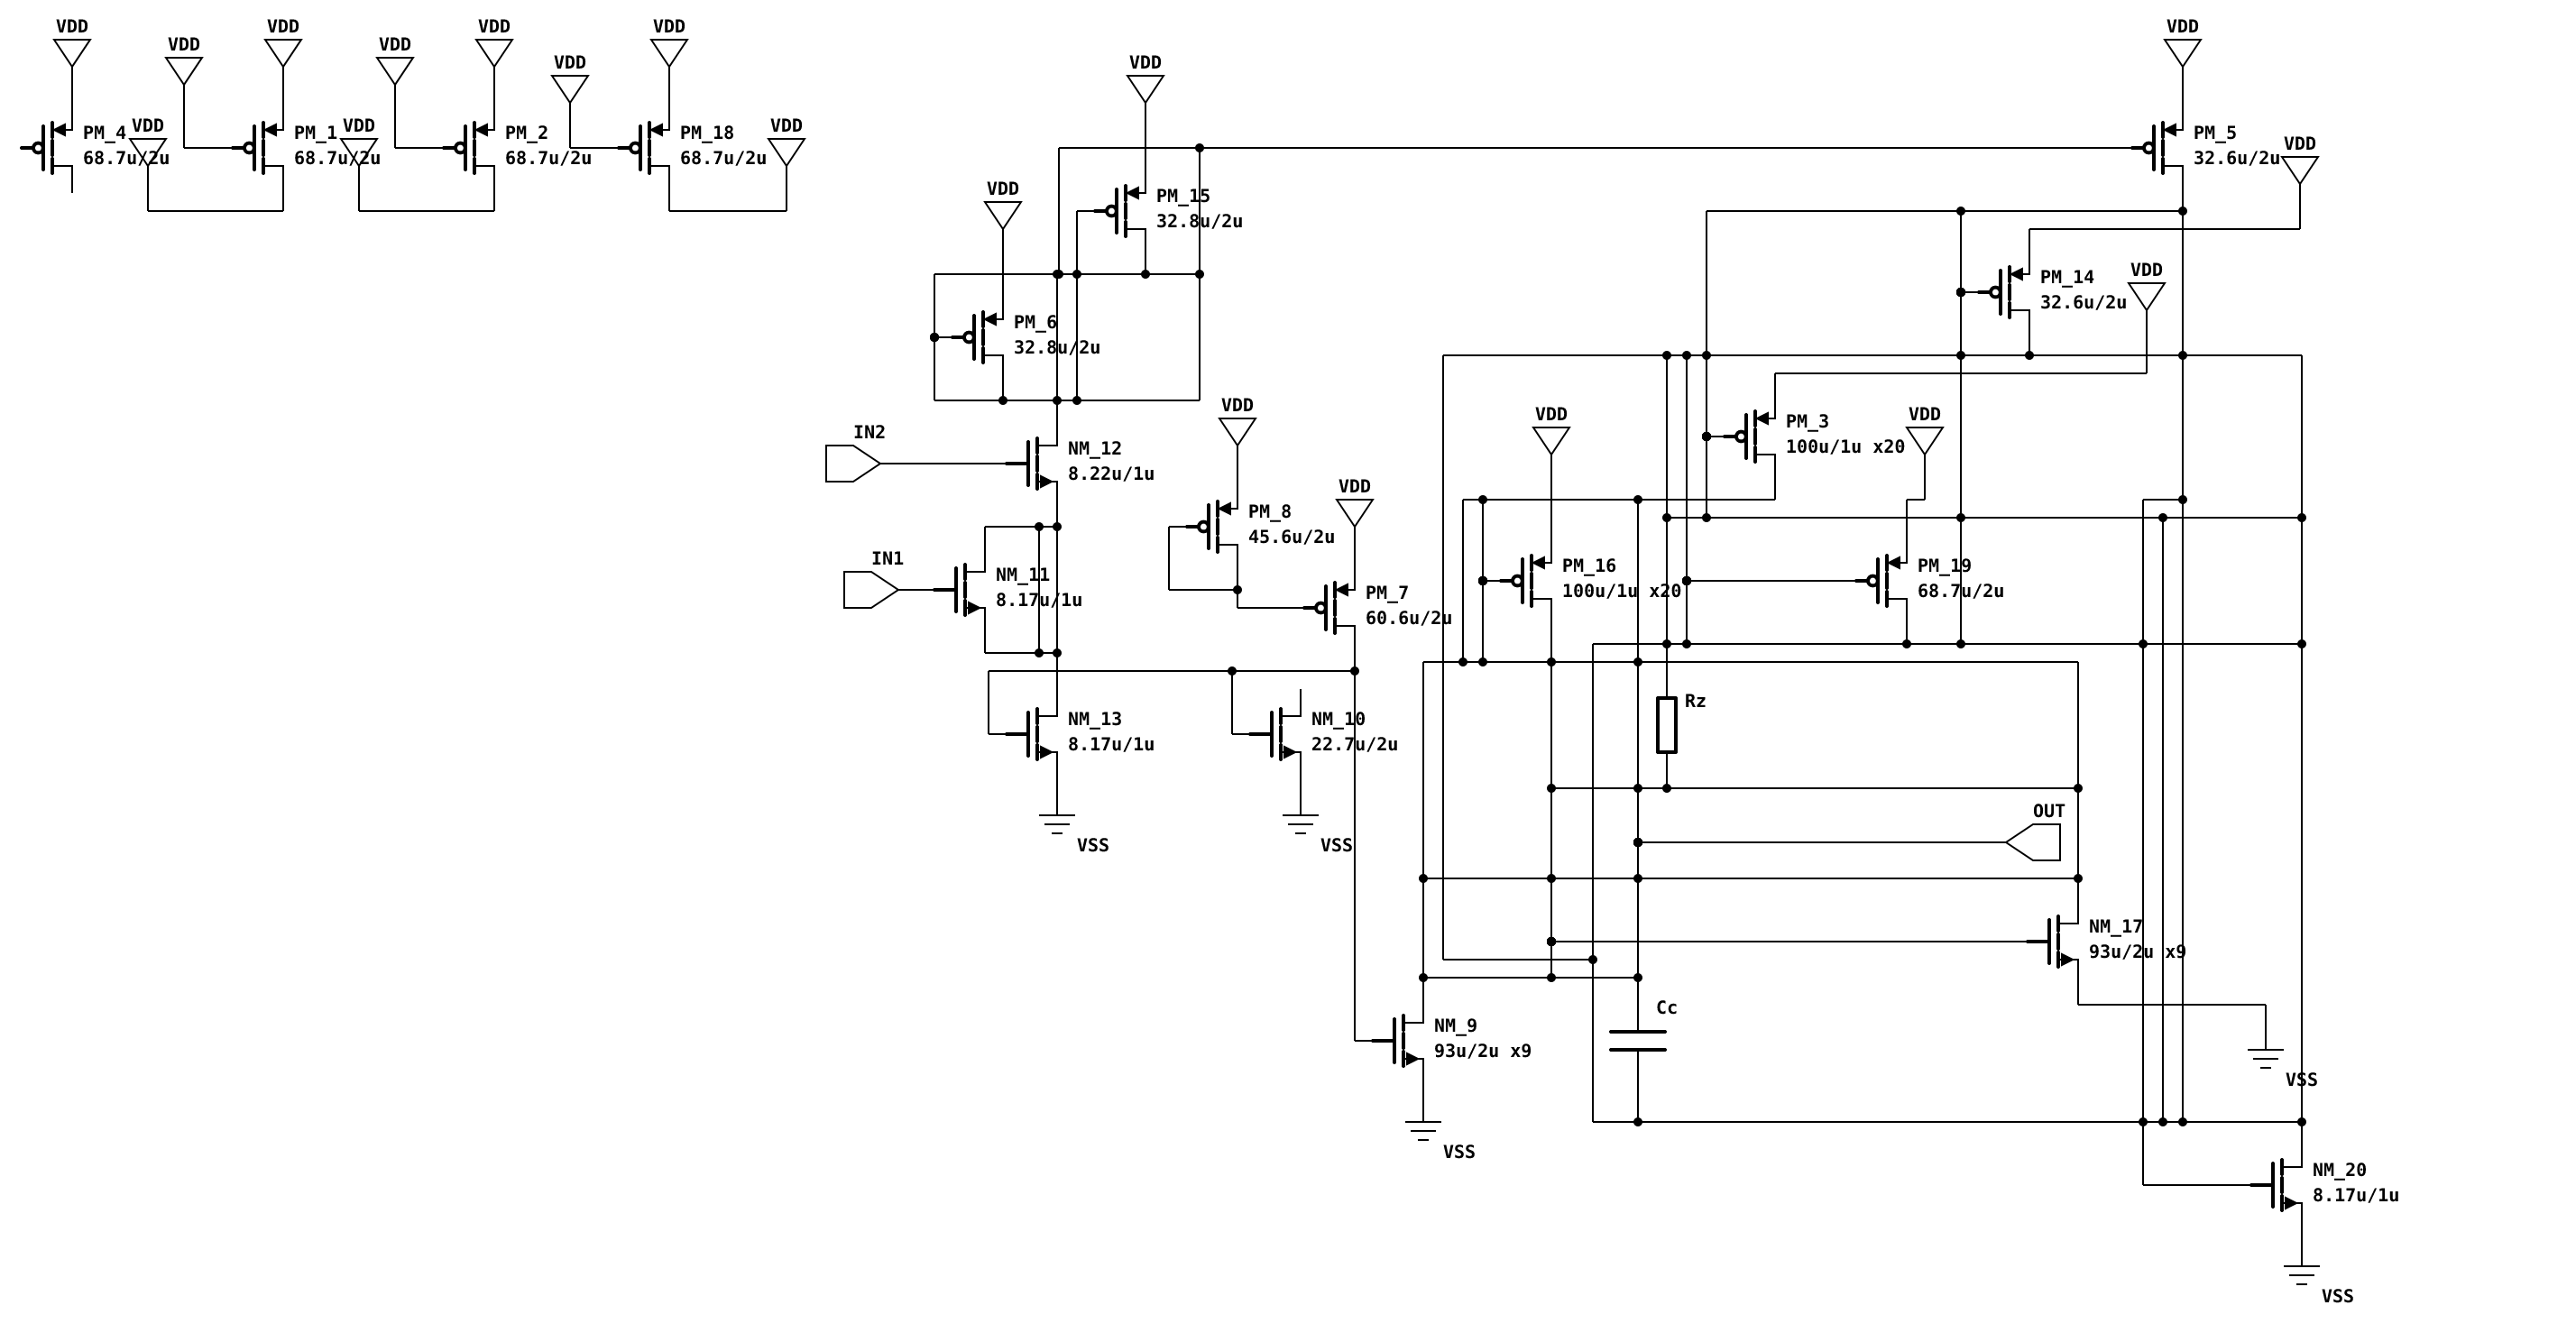 VDD
VDD
VDD
VDD
VDD
VDD
VDD
VDD
VDD
VDD
PM_4
68.7u/2u
VDD
PM_1
68.7u/2u
VDD
PM_2
68.7u/2u
PM_18
68.7u/2u
VDD
PM_5
32.6u/2u
VDD
VDD
PM_15
32.8u/2u
PM_14
32.6u/2u
VDD
PM_6
32.8u/2u
VDD
VDD
VDD
PM_3
100u/1u x20
IN2
NM_12
8.22u/1u
VDD
PM_8
45.6u/2u
IN1
NM_11
8.17u/1u
PM_7
60.6u/2u
PM_16
100u/1u x20
PM_19
68.7u/2u
NM_13
8.17u/1u
NM_10
22.7u/2u
Rz
VSS
VSS
OUT
NM_17
93u/2u x9
Cc
NM_9
93u/2u x9
VSS
VSS
NM_20
8.17u/1u
VSS